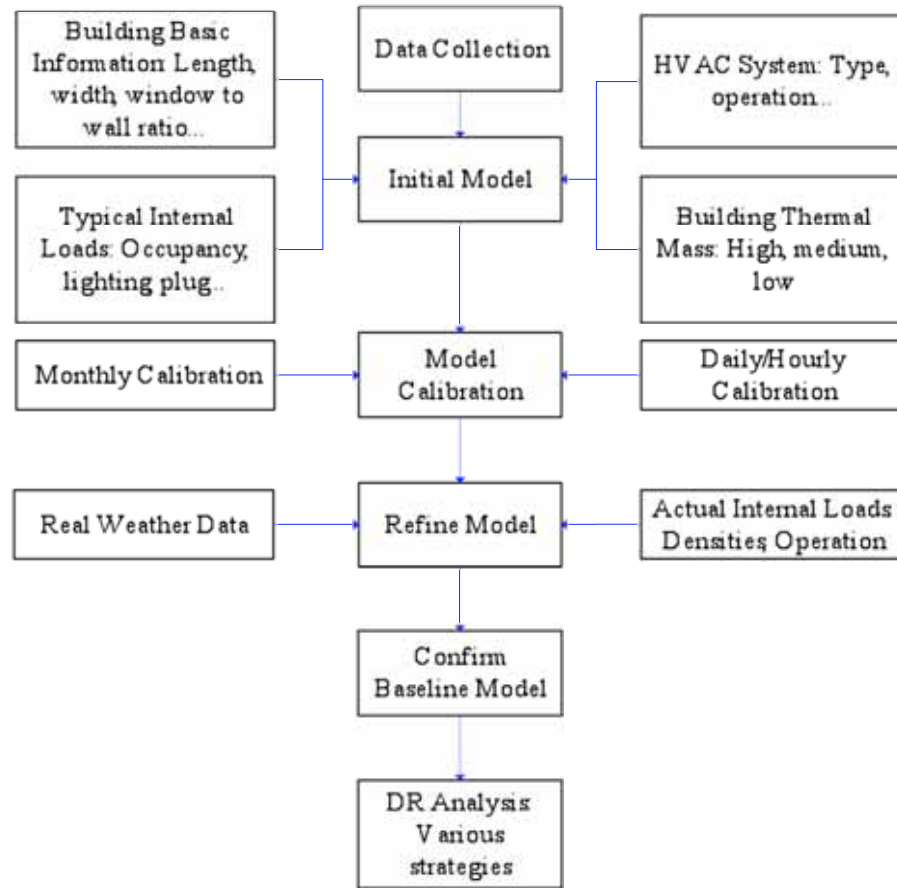 Building Basic
Information: Length,
width, window to
wall ratio...
Data Collection
HVAC System: Type,
operation...
Initial Model
Typical Internal
Loads: Occupancy,
lighting, plug...
Building Thermal
Mass: High, medium,
low
Monthly Calibration
Model
Calibration
Daily/Hourly
Calibration
Real Weather Data
Refine Model
Actual Internal Loads
Densities, Operation
Confirm
Baseline Model
DR Analysis
Various
strategies